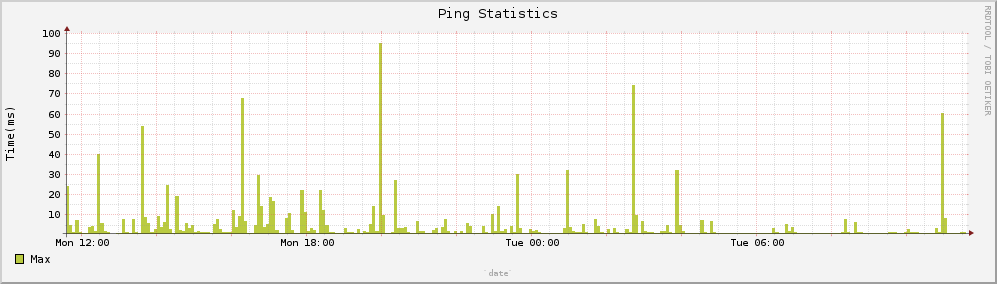 Ping Statistics
RRDTOOL / TOBI OETIKER
Time(ms)
100
90
80
70
60
50
40
30
20
10
Mon 12:00 Mon 18:00 Tue 00:00 Tue 06:00
Max
`date`